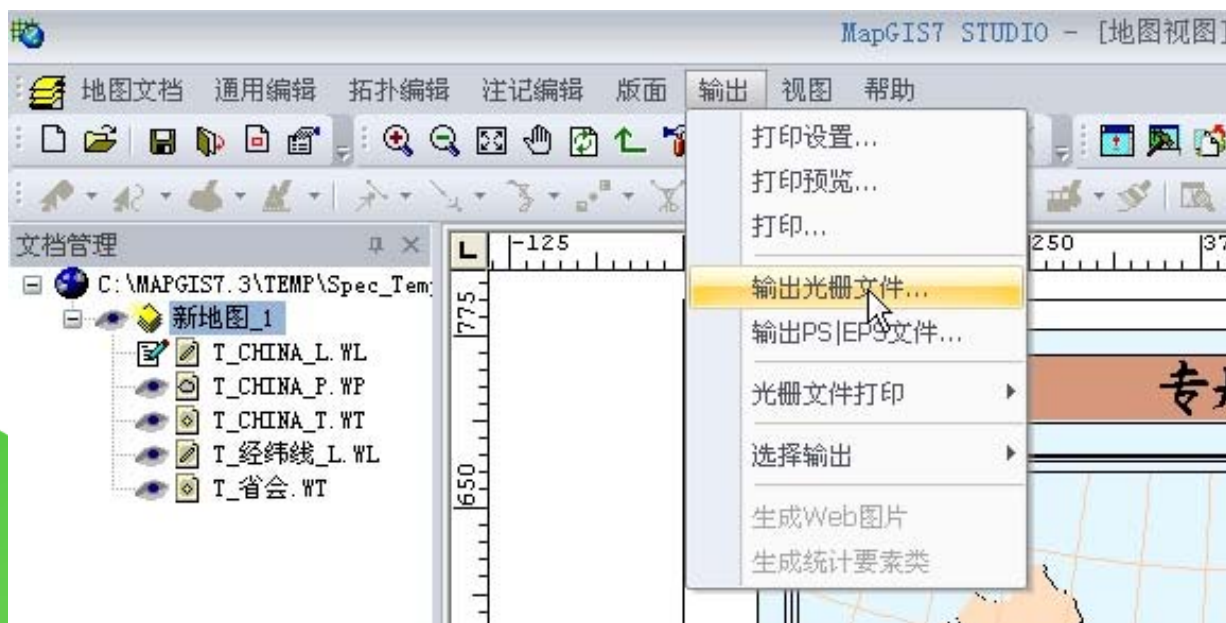 MapGIS7 STUDIO - [地图视图]
地图文档 通用编辑 拓扑编辑 注记编辑 版面 输出 视图 帮助
打印设置...
打印预览...
打印...
文档管理
-125
250
37
C:\MAPGIS7.3\TEMP\Spec_Tem
输出光栅文件...
新地图_1
775
输出PS|EPS文件...
T_CHINA_L.WL
T_CHINA_P.WP
光栅文件打印
专
T_CHINA_T.WT
T_经纬线_L.WL
选择输出
650
T_省会.WT
生成Web图片
生成统计要素类